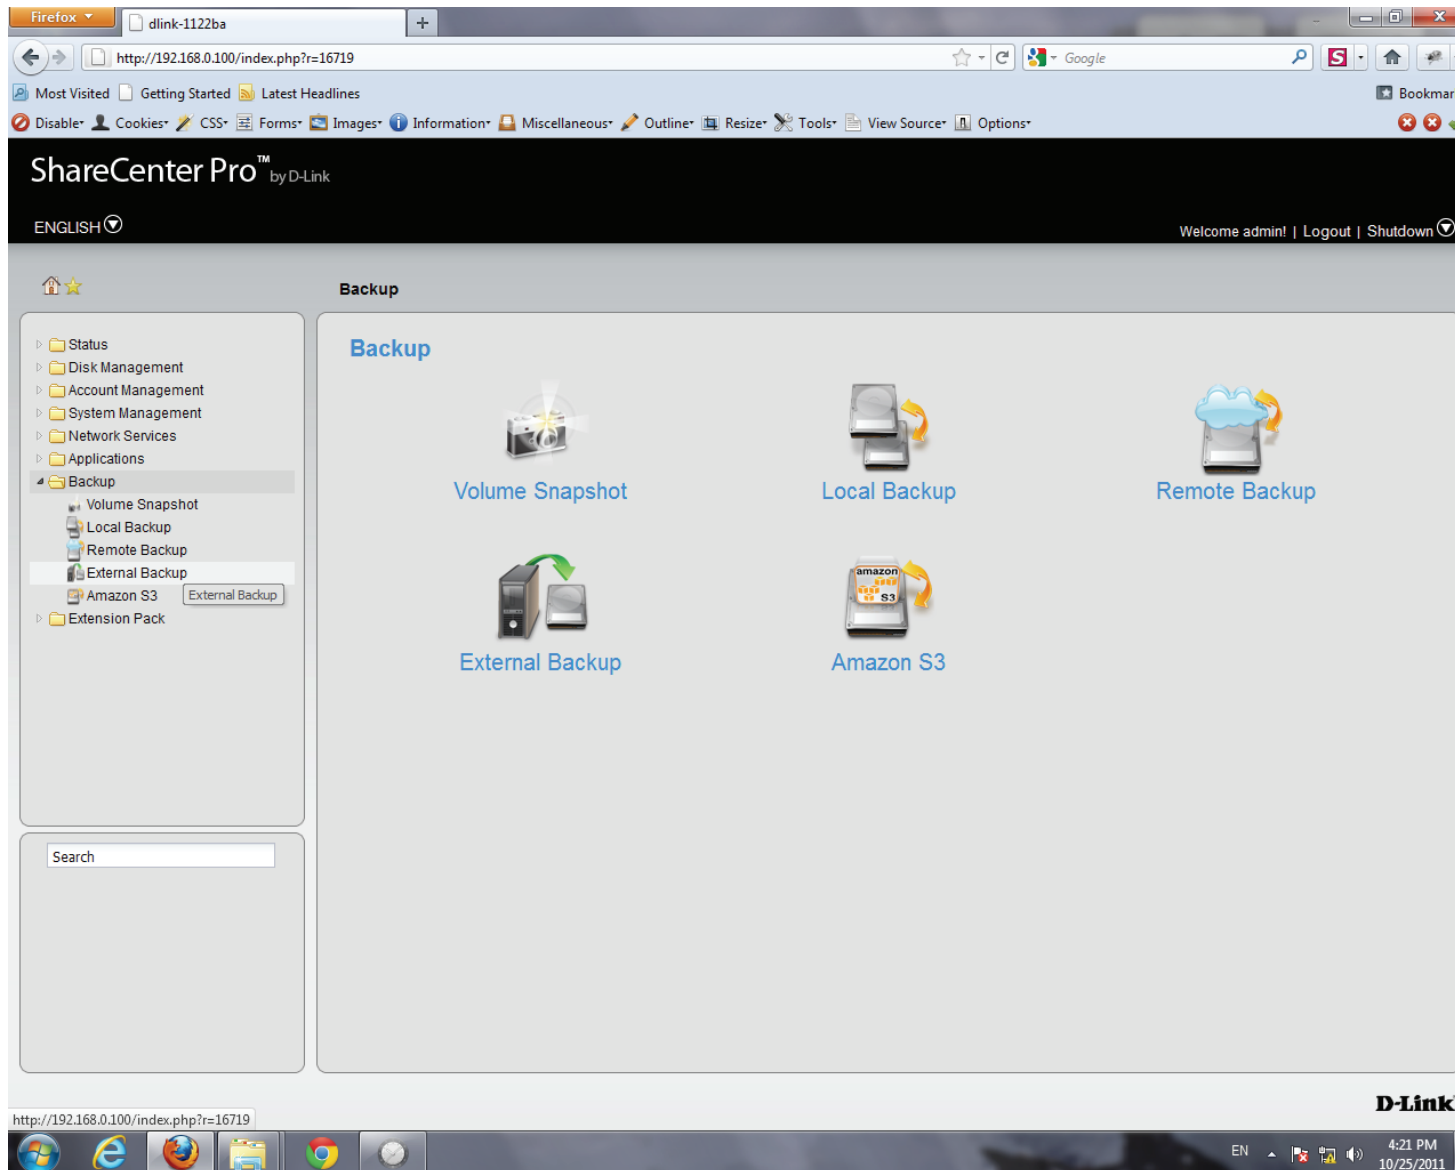 Firefox
dlink-1122ba
http://192.168.0.100/index.php?r=16719
Google
S
Most Visited Getting Started Latest Headlines
Bookmar
Disable Cookies CSS Forms Images Information Miscellaneous Outline Resize Tools View Source Options
ShareCenter Pro™ by D-Link
ENGLISH
Welcome admin! | Logout | Shutdown
Backup
Status
Disk Management
Account Management
System Management
Network Services
Applications
Backup
Volume Snapshot
Local Backup
Remote Backup
External Backup
Amazon S3
External Backup
Extension Pack
Search
Backup
Volume Snapshot
Local Backup
Remote Backup
amazon
S3
External Backup
Amazon S3
D-Link
http://192.168.0.100/index.php?r=16719
EN
4:21 PM
10/25/2011